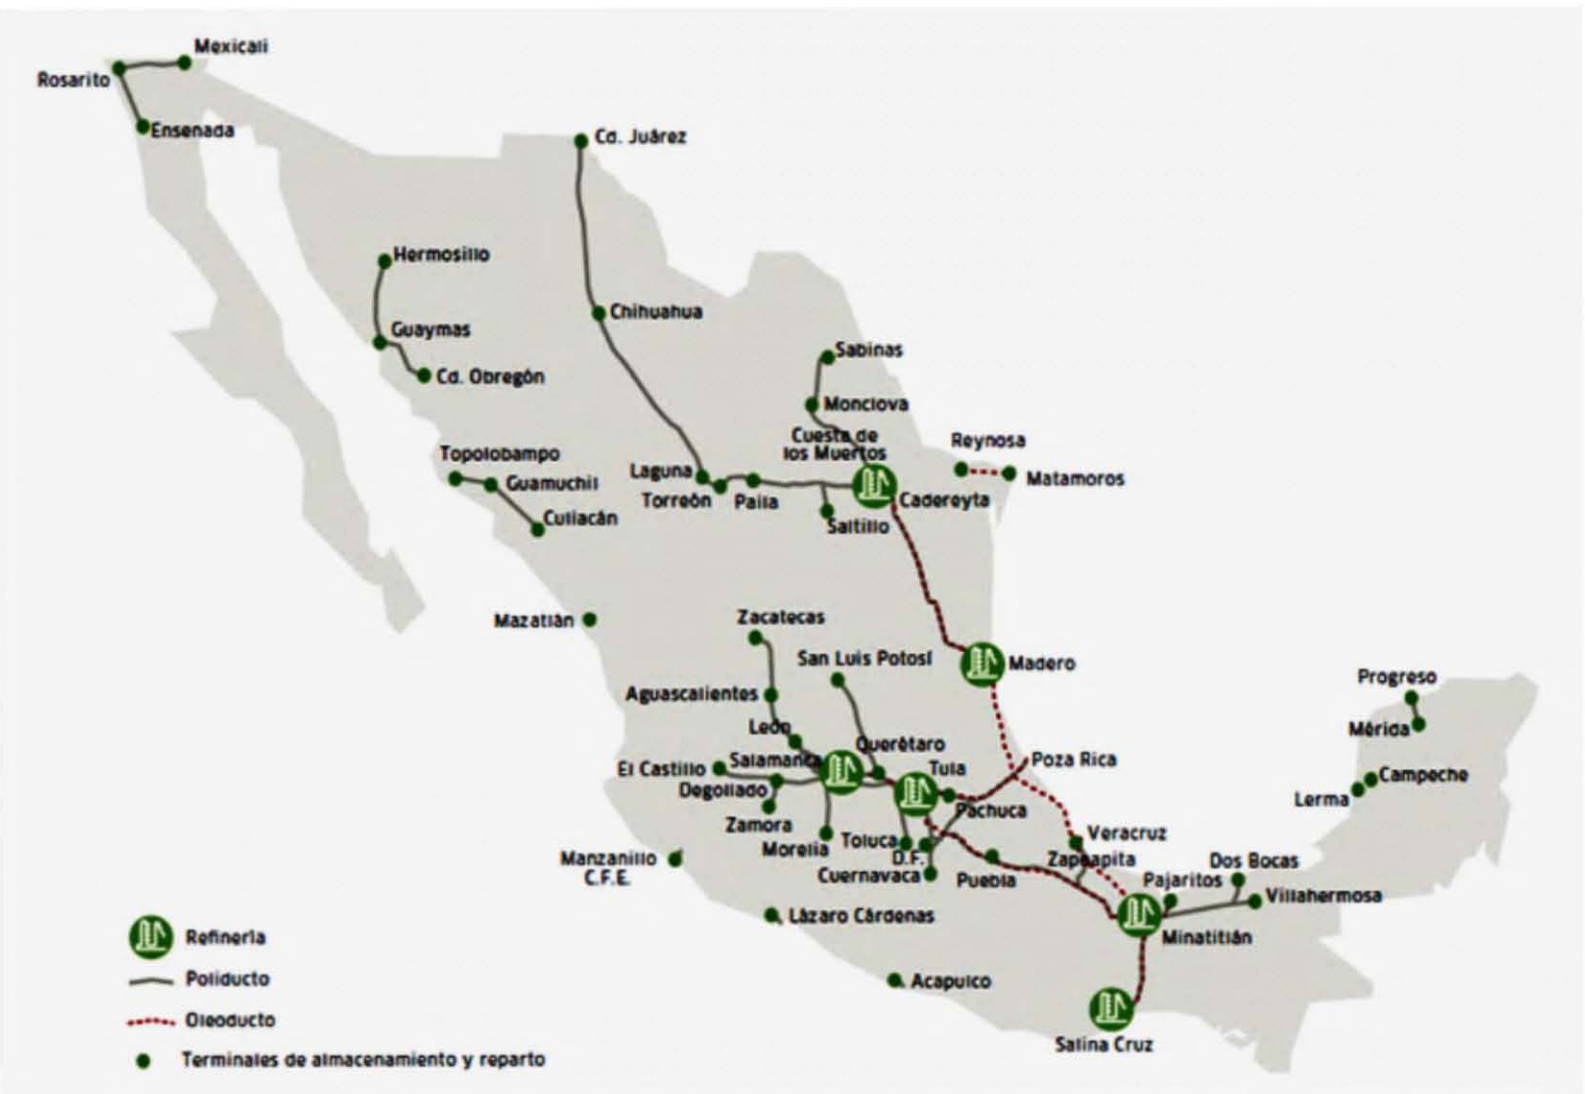 Mexicali
Rosarito
Ensenada
Cd. Juárez
Hermosillo
Chihuahua
Guaymas
Cd. Obregón
Sabinas
Monclova
Cuesta de
los Muertos
Reynosa
Matamoros
Topolobampo
Guamuchil
Culiacán
Laguna
Torreón
Paila
Saltillo
Cadereyta
Mazatlán
Zacatecas
San Luis Potosí
Madero
Aguascalientes
León
Querétaro
Salamanca
El Castillo
Tula
Poza Rica
Degollado
Pachuca
Zamora
Morelia
Toluca
D.F.
Cuernavaca
Puebla
Veracruz
Zapoapita
Manzanillo
C.F.E.
Lázaro Cárdenas
Acapulco
Pajaritos
Dos Bocas
Villahermosa
Minatitlán
Salina Cruz
Progreso
Mérida
Campeche
Lerma
Refinería
Poliducto
Oleoducto
Terminales de almacenamiento y reparto